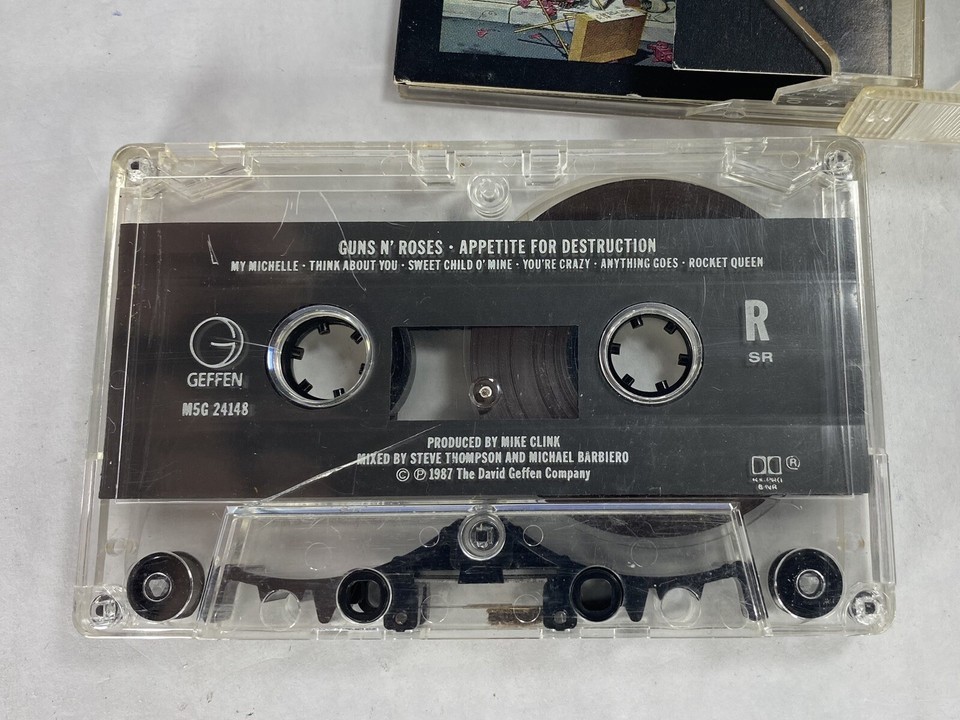 GUNS N' ROSES · APPETITE FOR DESTRUCTION
MY MICHELLE · THINK ABOUT YOU · SWEET CHILD O' MINE · YOU'RE CRAZY · ANYTHING GOES · ROCKET QUEEN
R
SR
GEFFEN
M5G 24148
PRODUCED BY MIKE CLINK
MIXED BY STEVE THOMPSON AND MICHAEL BARBIERO
© ℗ 1987 The David Geffen Company
®